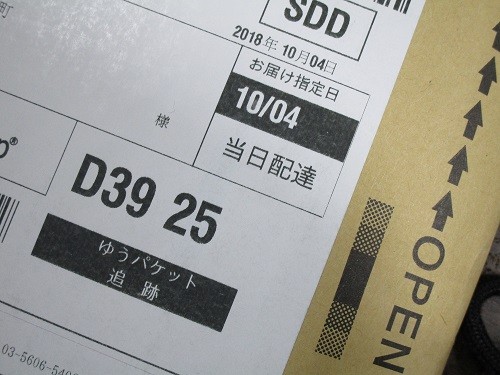 町
SDD
2018年 10月04日
お届け指定日
10/04
様
当日配達
D39 25
ゆうパケット
追 跡
OPEN